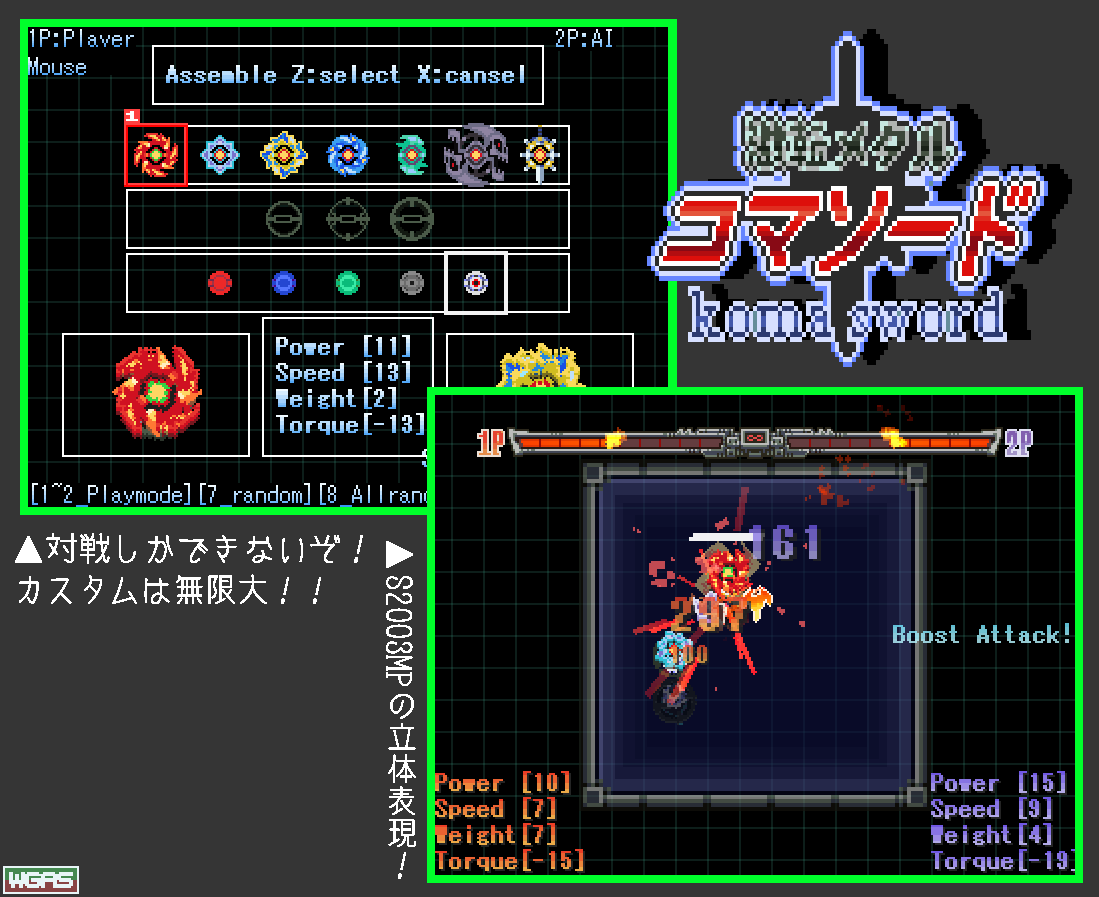 1P:Player
Mouse
2P:AI
Assemble Z:select X:cansel
1
Power [11]
Speed [13]
Weight[2]
Torque[-13]
[1~2_Playmode][7_random][8_Allrand
メタル
コマソード
koma sword
▲対戦しかできないぞ！
カスタムは無限大！！
▶S2003MPの立体表現！
1P
2P
161
297
100
Boost Attack!
Power [10]
Speed [7]
Weight[7]
Torque[-15]
Power [15]
Speed [9]
Weight[4]
Torque[-19]
WGAS